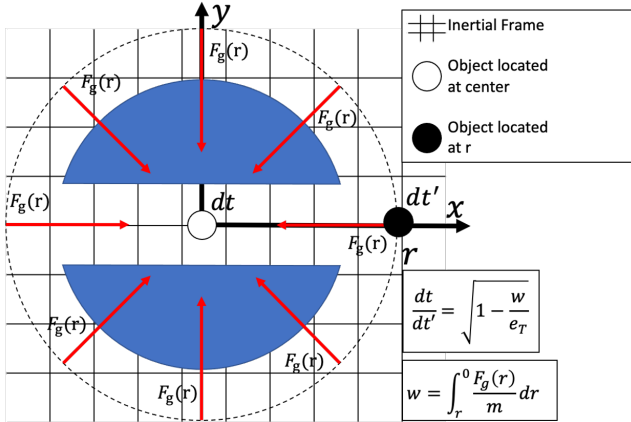 y
F_g(r)
F_g(r)
F_g(r)
F_g(r)
dt
dt′
x
F_g(r)
r
F_g(r)
F_g(r)
F_g(r)
Inertial Frame
Object located
at center
Object located
at r
dt/dt′ = √(1 − w/e_T)
w = ∫_r^0 F_g(r)/m dr